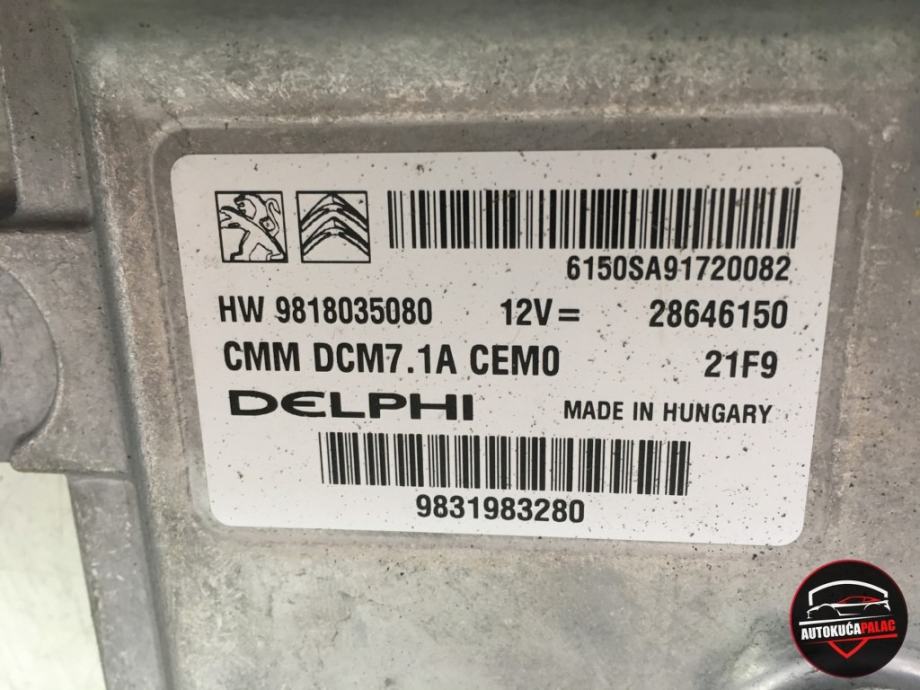 6150SA91720082
HW 9818035080 12V= 28646150
CMM DCM7.1A CEM0 21F9
DELPHI MADE IN HUNGARY
9831983280
AUTOKUĆA PALAC